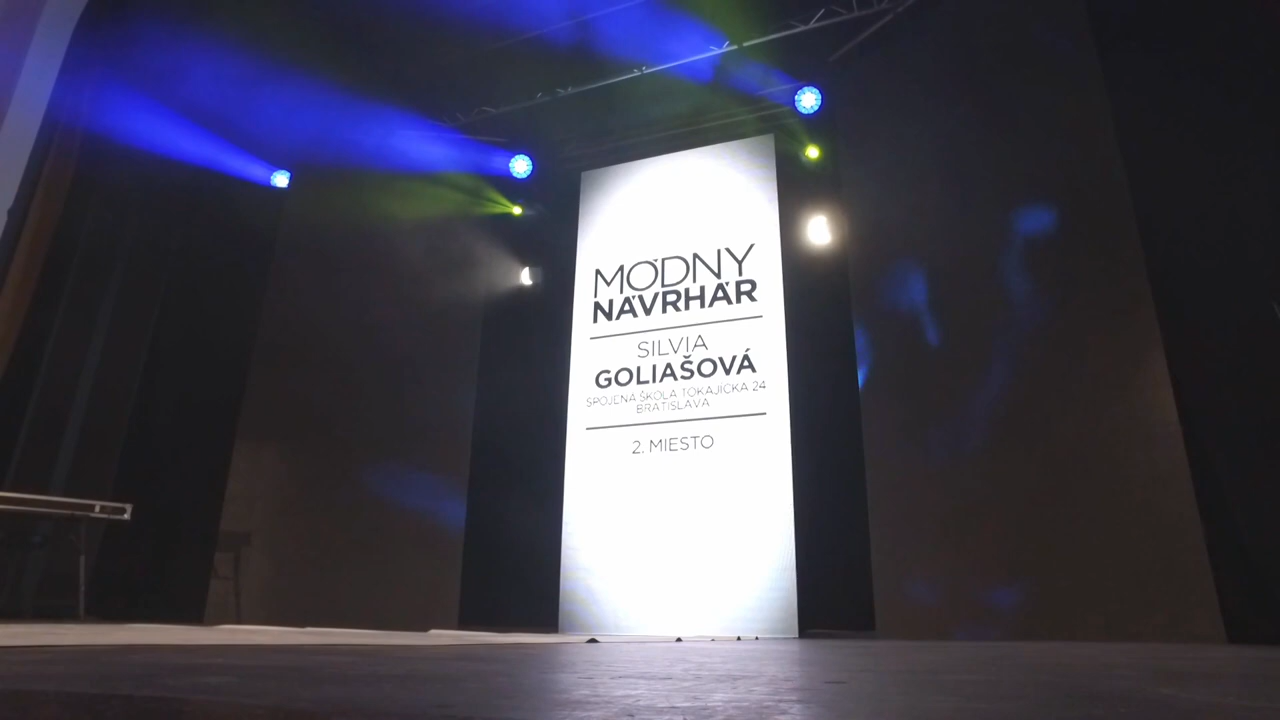 MÓDNY
NÁVRHÁR
SILVIA
GOLIAŠOVÁ
SPOJENÁ ŠKOLA TOKAJÍCKA 24
BRATISLAVA
2. MIESTO